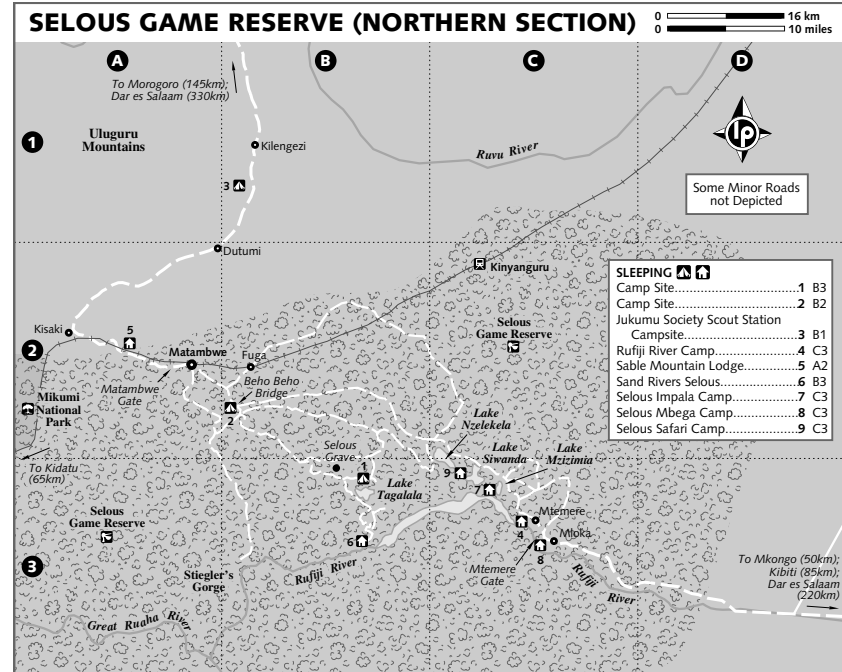 SELOUS GAME RESERVE (NORTHERN SECTION)
0 16 km
0 10 miles
A
B
C
D
To Morogoro (145km);
Dar es Salaam (330km)
1
Uluguru
Mountains
Kilengezi
Ruvu River
lp
3
Some Minor Roads
not Depicted
Dutumi
Kinyanguru
SLEEPING
Camp Site..............................1 B3
Camp Site..............................2 B2
Jukumu Society Scout Station
Campsite..............................3 B1
Rufiji River Camp....................4 C3
Sable Mountain Lodge............5 A2
Sand Rivers Selous.................6 B3
Selous Impala Camp...............7 C3
Selous Mbega Camp...............8 C3
Selous Safari Camp.................9 C3
Kisaki
5
Selous
Game Reserve
2
Matambwe
Fuga
Matambwe
Gate
Beho Beho
Bridge
Mikumi
National
Park
2
Lake
Nzelekela
Lake
Siwanda
Lake
Mzizimia
Selous
Grave
To Kidatu
(65km)
1
9
Lake
Tagalala
7
Selous
Game Reserve
Mtemere
4
Mloka
6
8
3
Stiegler's
Gorge
Rufiji River
Mtemere
Gate
Rufiji
River
To Mkongo (50km);
Kibiti (85km);
Dar es Salaam
(220km)
Great Ruaha River